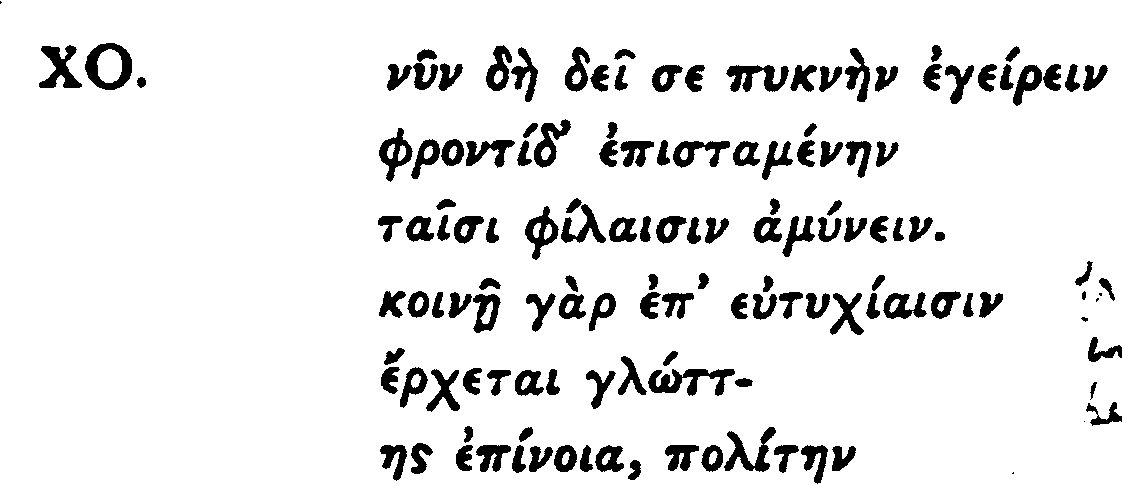 ΧΟ. νῦν δὴ δεῖ σε πυκνὴν ἐγείρειν
φροντίδ’ ἐπισταμένην
ταῖσι φίλαισιν ἀμύνειν.
κοινῇ γὰρ ἐπ’ εὐτυχίαισιν
ἔρχεται γλώττ-
ης ἐπίνοια, πολίτην